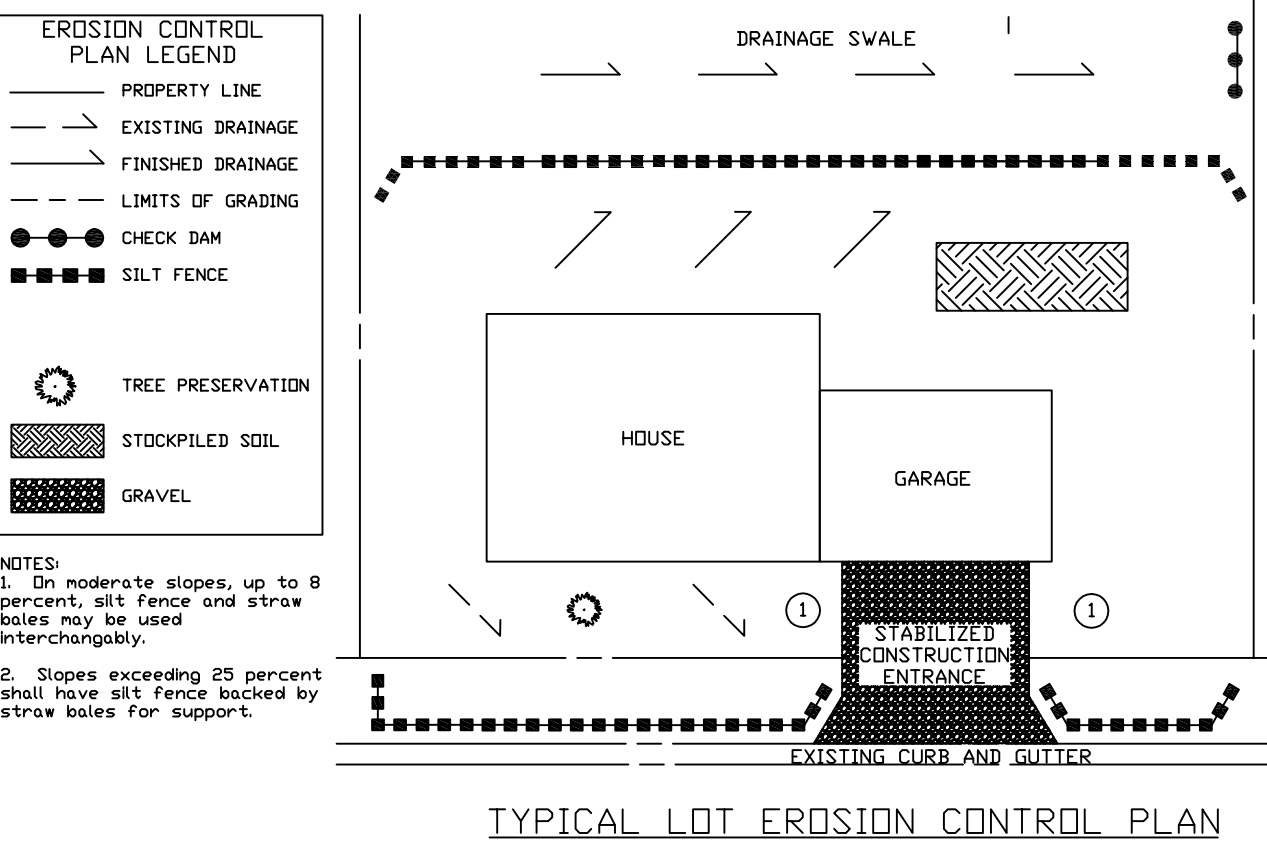 EROSION CONTROL
PLAN LEGEND
PROPERTY LINE
EXISTING DRAINAGE
FINISHED DRAINAGE
LIMITS OF GRADING
CHECK DAM
SILT FENCE
TREE PRESERVATION
STOCKPILED SOIL
GRAVEL
NOTES:
1. On moderate slopes, up to 8
percent, silt fence and straw
bales may be used
interchangably.
2. Slopes exceeding 25 percent
shall have silt fence backed by
straw bales for support.
DRAINAGE SWALE
HOUSE
GARAGE
1
1
STABILIZED
CONSTRUCTION
ENTRANCE
EXISTING CURB AND GUTTER
TYPICAL LOT EROSION CONTROL PLAN